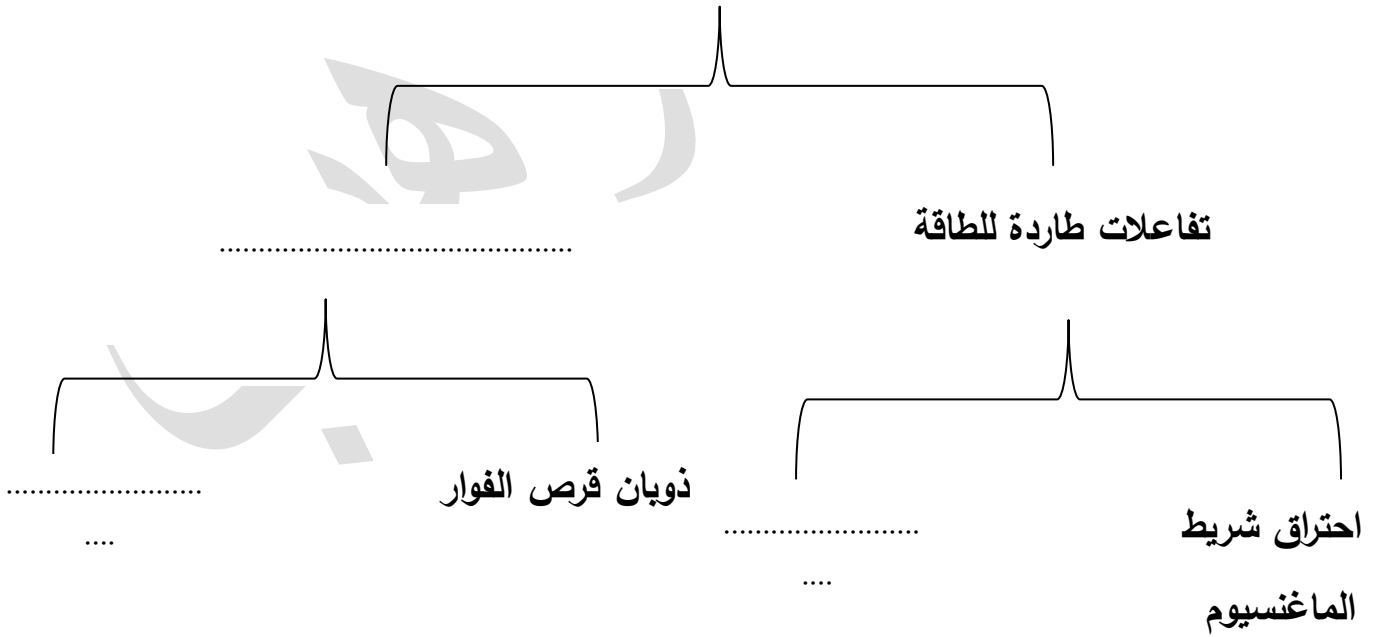 تفاعلات طاردة للطاقة
.............................................
ذوبان قرص الفوار
.........................
....
احتراق شريط
الماغنسيوم
.........................
....